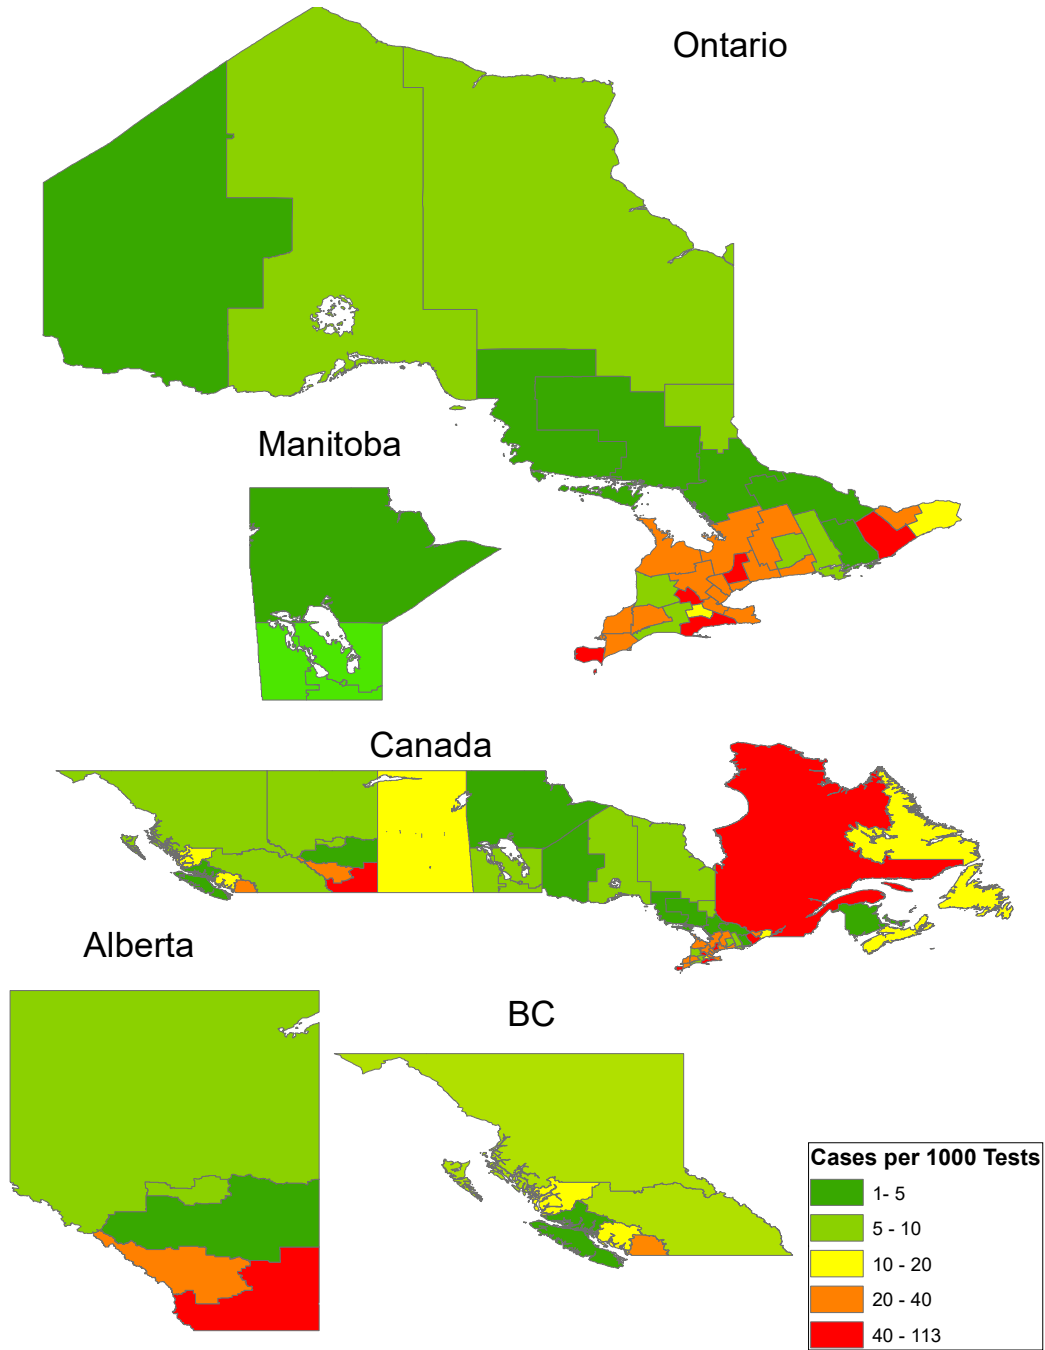 Ontario
Manitoba
Canada
Alberta
BC
Cases per 1000 Tests
1- 5
5 - 10
10 - 20
20 - 40
40 - 113